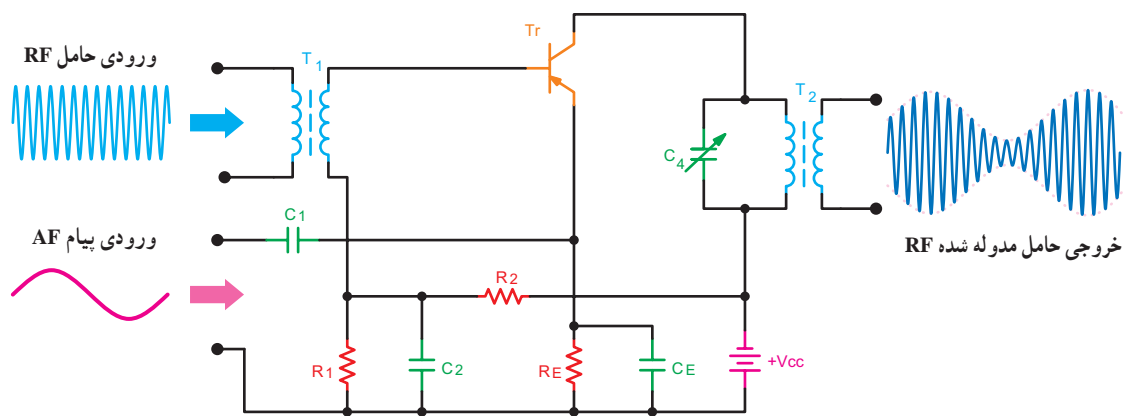 ورودی حامل RF
T1
Tr
T2
C4
خروجی حامل مدوله شده RF
C1
ورودی پیام AF
R2
R1
C2
RE
CE
+Vcc